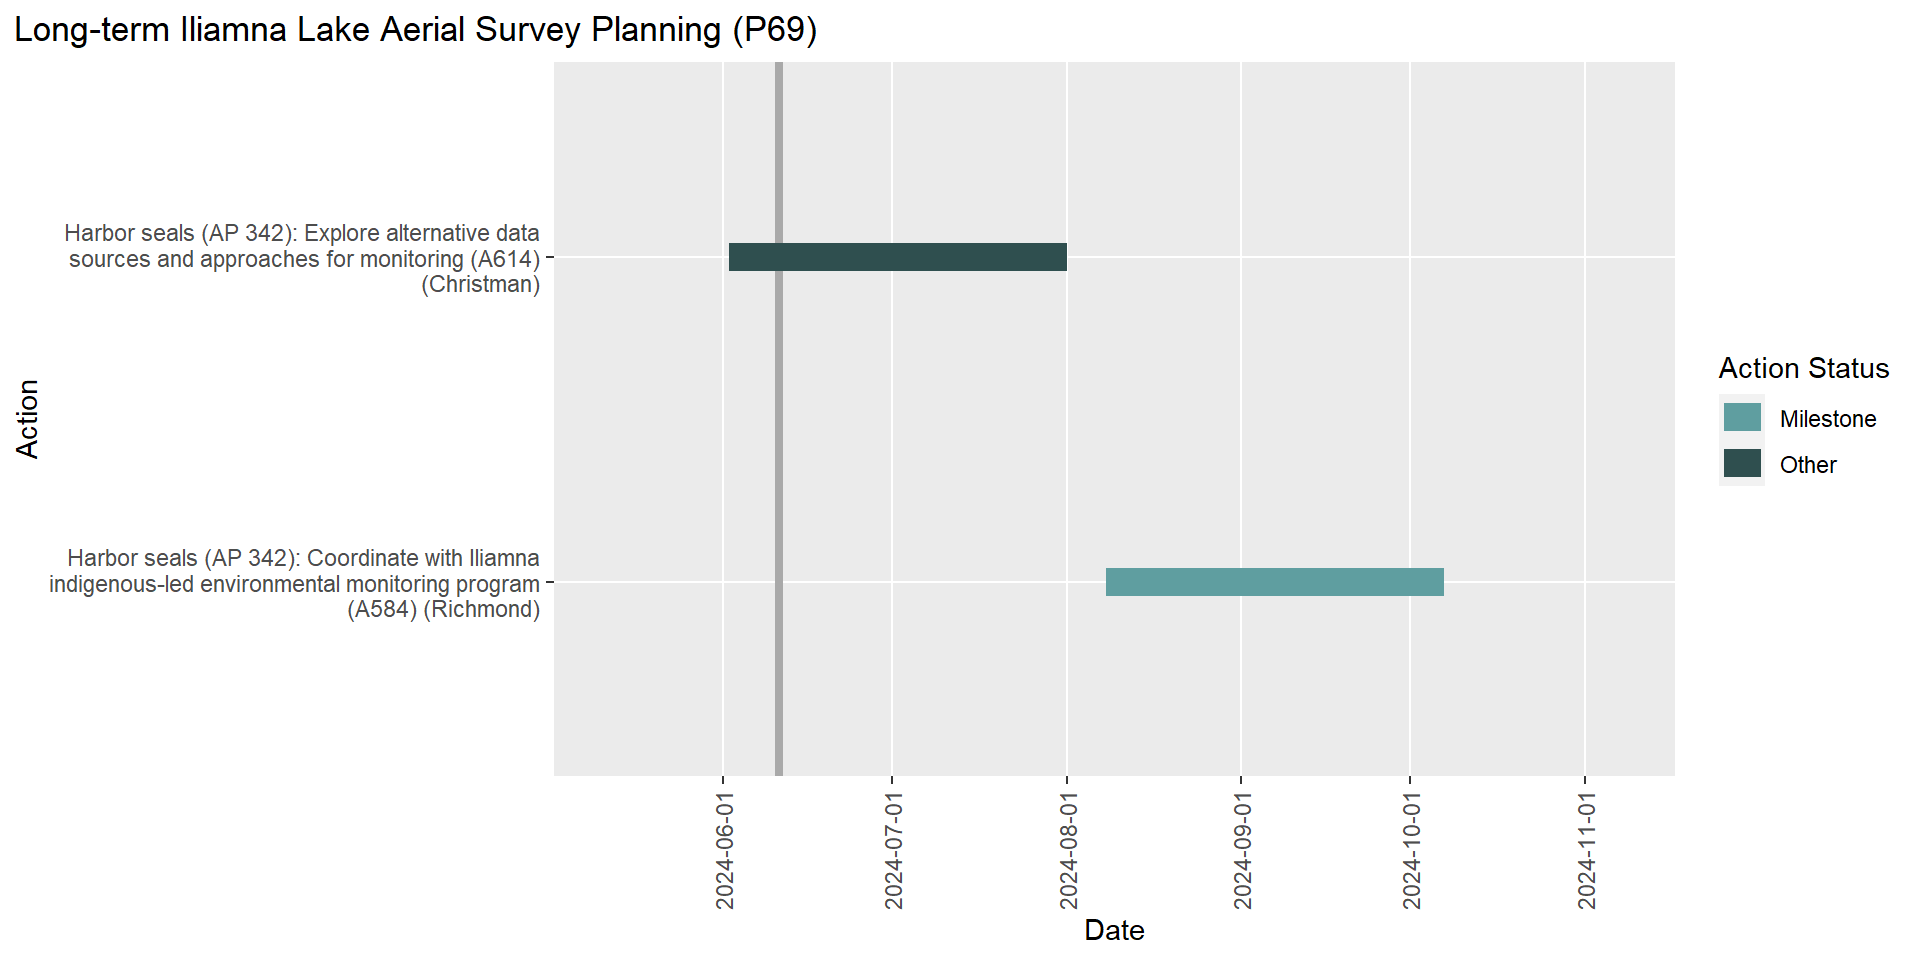 Long-term Iliamna Lake Aerial Survey Planning (P69)
Harbor seals (AP 342): Explore alternative data
sources and approaches for monitoring (A614)
(Christman)
Harbor seals (AP 342): Coordinate with Iliamna
indigenous-led environmental monitoring program
(A584) (Richmond)
Action
2024-06-01
2024-07-01
2024-08-01
2024-09-01
2024-10-01
2024-11-01
Date
Action Status
Milestone
Other